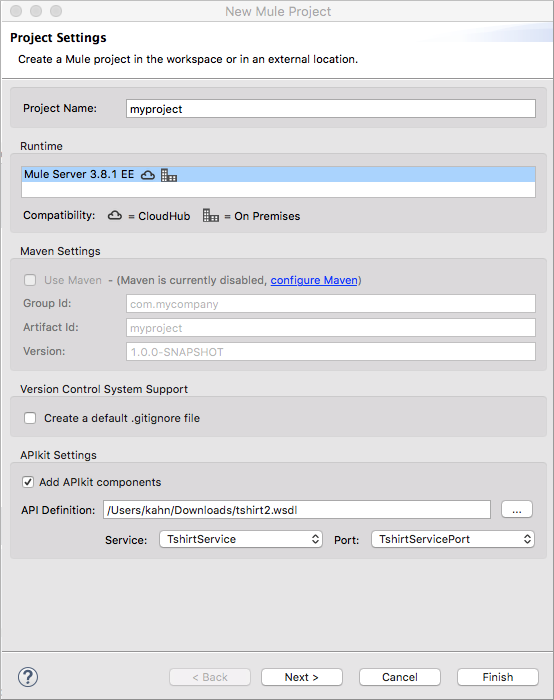 New Mule Project
Project Settings
Create a Mule project in the workspace or in an external location.
Project Name: myproject
Runtime
Mule Server 3.8.1 EE
Compatibility: = CloudHub = On Premises
Maven Settings
Use Maven - (Maven is currently disabled, configure Maven)
Group Id: com.mycompany
Artifact Id: myproject
Version: 1.0.0-SNAPSHOT
Version Control System Support
Create a default .gitignore file
APIkit Settings
Add APIkit components
API Definition: /Users/kahn/Downloads/tshirt2.wsdl ...
Service: TshirtService Port: TshirtServicePort
? < Back Next > Cancel Finish